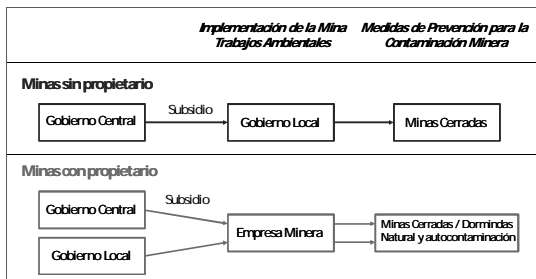 Implementación de la Mina
Trabajos Ambientales
Medidas de Prevención para la
Contaminación Minera
Minas sin propietario
Gobierno Central
Subsidio
Gobierno Local
Minas Cerradas
Minas con propietario
Gobierno Central
Subsidio
Gobierno Local
Empresa Minera
Minas Cerradas / Dormindas
Natural y autocontaminación